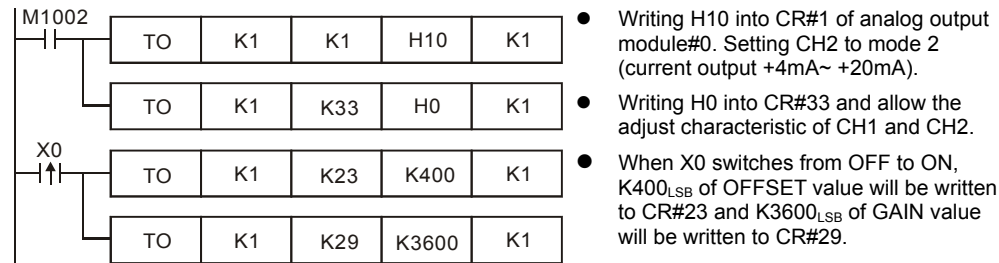 M1002
TO K1 K1 H10 K1
TO K1 K33 H0 K1
X0
TO K1 K23 K400 K1
TO K1 K29 K3600 K1
● Writing H10 into CR#1 of analog output
module#0. Setting CH2 to mode 2
(current output +4mA~ +20mA).
● Writing H0 into CR#33 and allow the
adjust characteristic of CH1 and CH2.
● When X0 switches from OFF to ON,
K400LSB of OFFSET value will be written
to CR#23 and K3600LSB of GAIN value
will be written to CR#29.